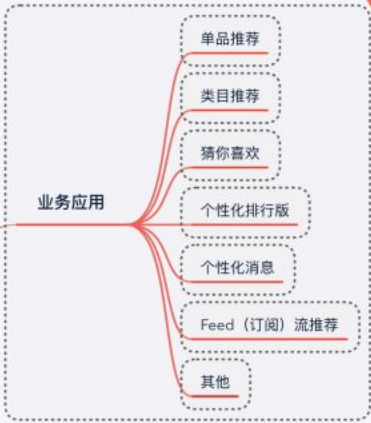 单品推荐
类目推荐
猜你喜欢
业务应用
个性化排行版
个性化消息
Feed（订阅）流推荐
其他